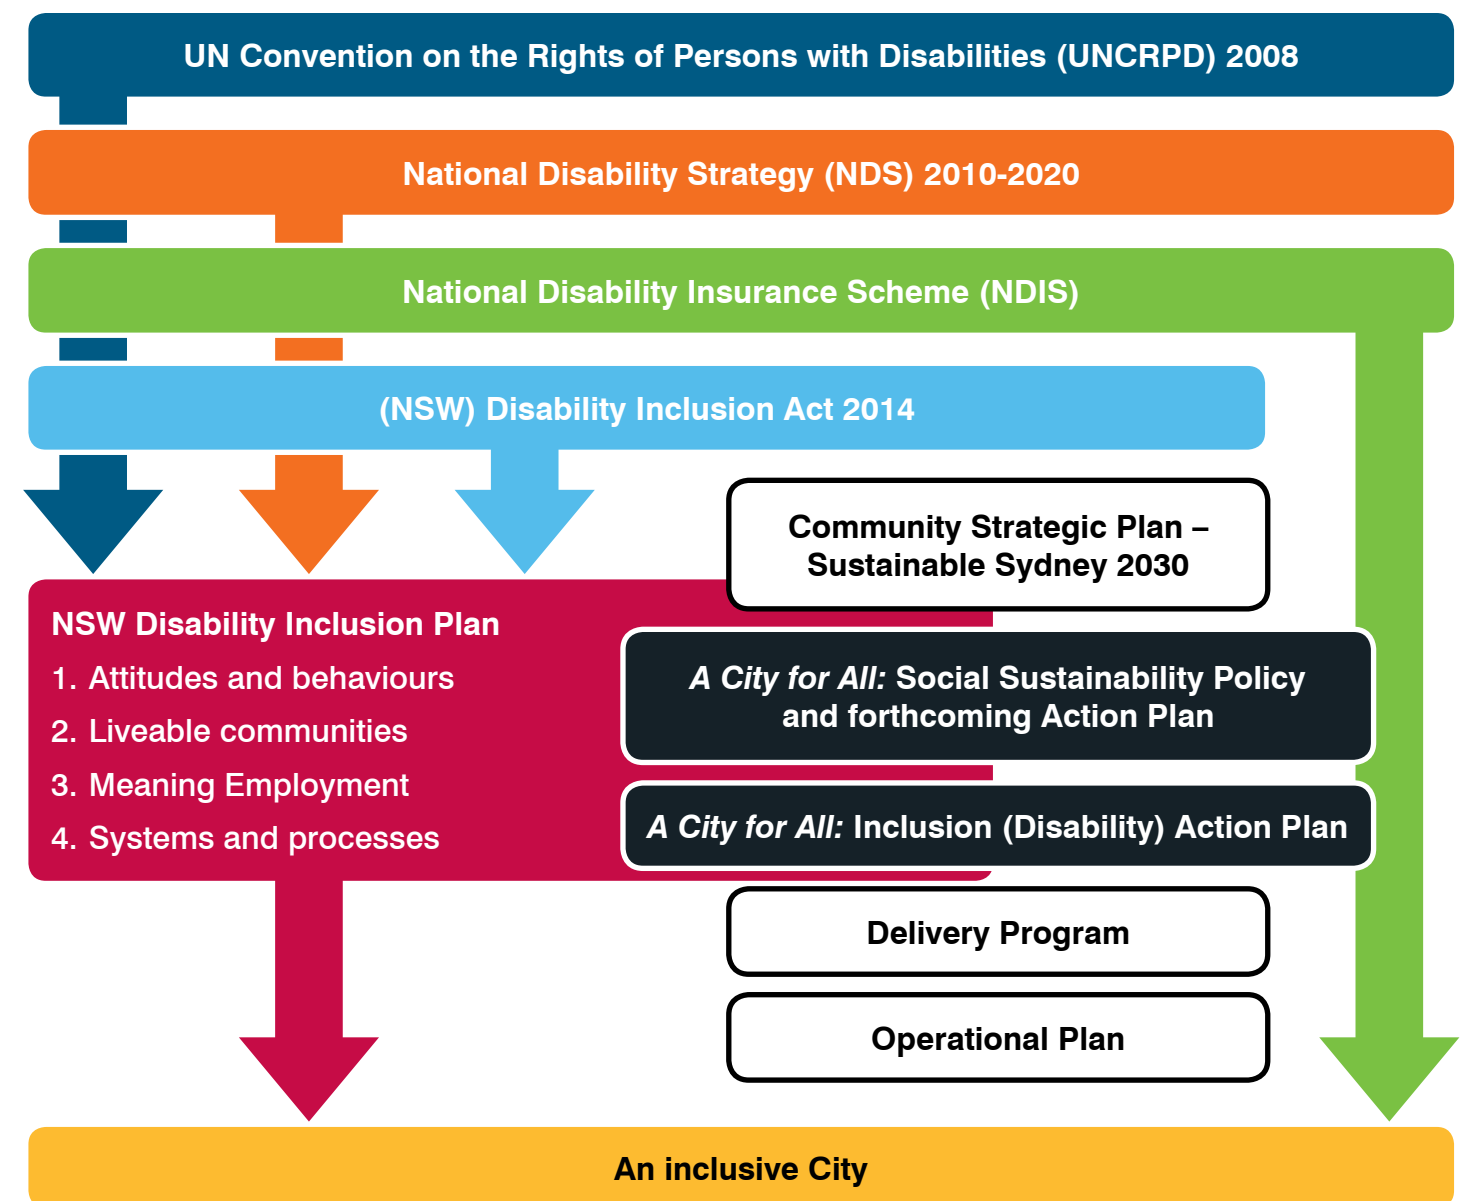 UN Convention on the Rights of Persons with Disabilities (UNCRPD) 2008
National Disability Strategy (NDS) 2010-2020
National Disability Insurance Scheme (NDIS)
(NSW) Disability Inclusion Act 2014
Community Strategic Plan –
Sustainable Sydney 2030
NSW Disability Inclusion Plan
1. Attitudes and behaviours
2. Liveable communities
3. Meaning Employment
4. Systems and processes
A City for All: Social Sustainability Policy
and forthcoming Action Plan
A City for All: Inclusion (Disability) Action Plan
Delivery Program
Operational Plan
An inclusive City